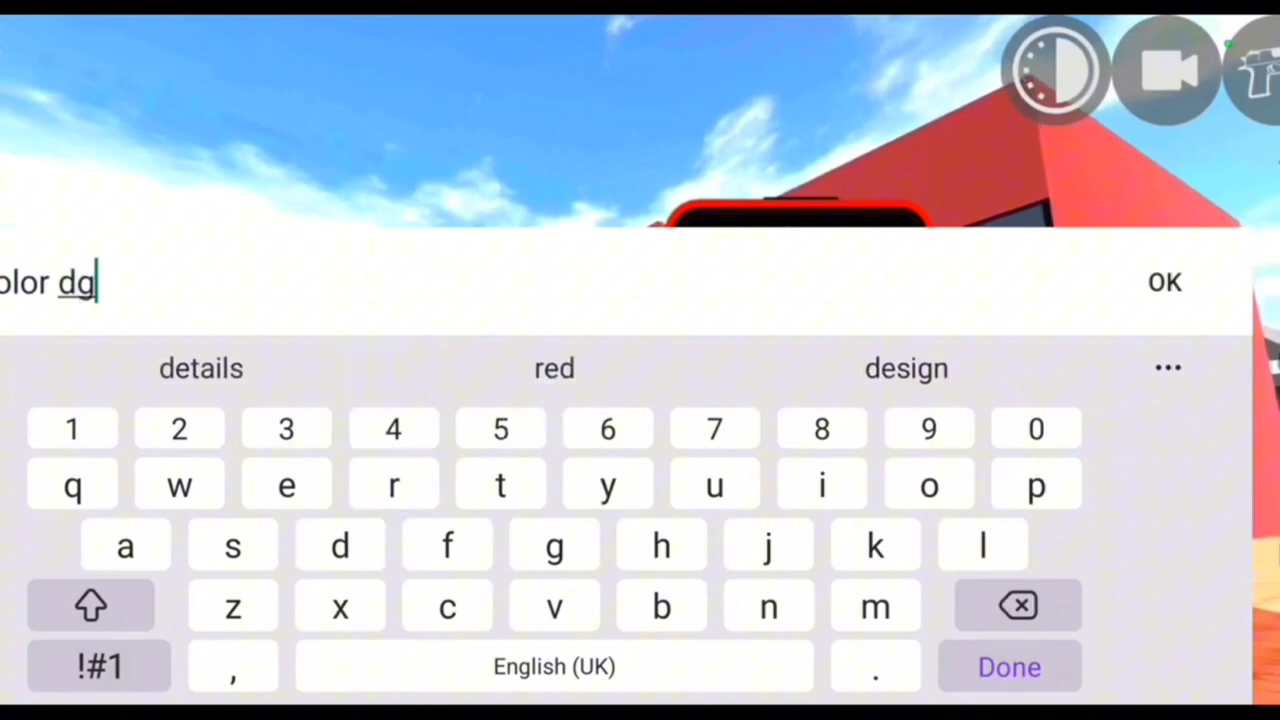 olor dg
OK
details red design •••
1 2 3 4 5 6 7 8 9 0
q w e r t y u i o p
a s d f g h j k l
z x c v b n m
!#1 , English (UK) . Done